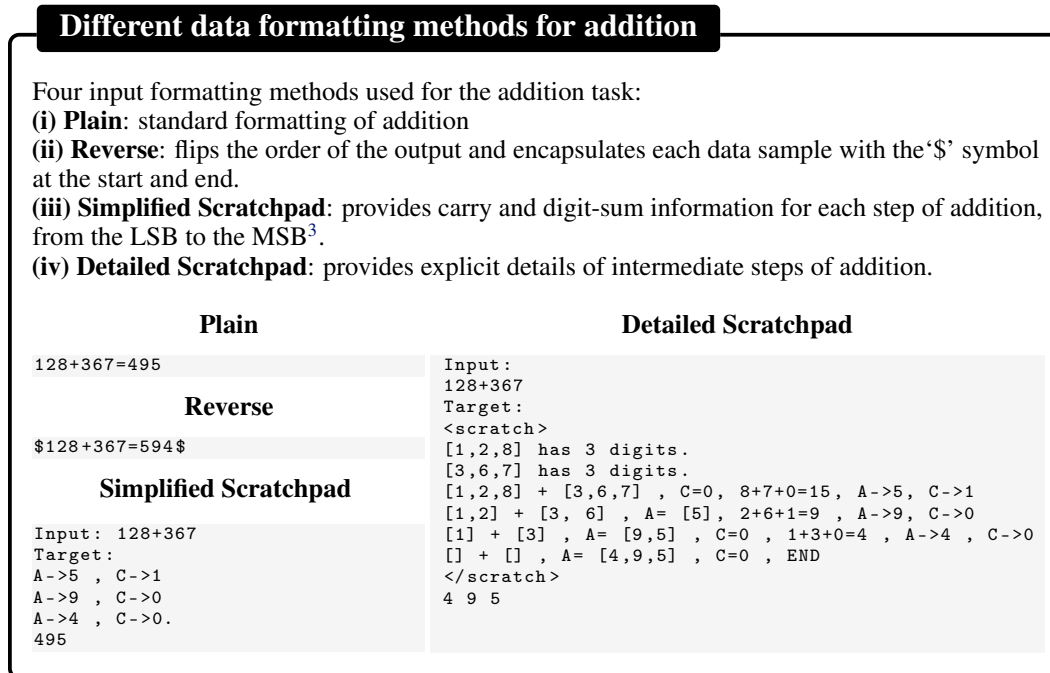 Different data formatting methods for addition
Four input formatting methods used for the addition task:
(i) Plain: standard formatting of addition
(ii) Reverse: flips the order of the output and encapsulates each data sample with the‘$’ symbol
at the start and end.
(iii) Simplified Scratchpad: provides carry and digit-sum information for each step of addition,
from the LSB to the MSB3.
(iv) Detailed Scratchpad: provides explicit details of intermediate steps of addition.
Plain
128+367=495
Reverse
$128+367=594$
Simplified Scratchpad
Input: 128+367
Target:
A->5 , C->1
A->9 , C->0
A->4 , C->0.
495
Detailed Scratchpad
Input:
128+367
Target:
<scratch>
[1,2,8] has 3 digits.
[3,6,7] has 3 digits.
[1,2,8] + [3,6,7] , C=0, 8+7+0=15, A->5, C->1
[1,2] + [3, 6] , A= [5], 2+6+1=9 , A->9, C->0
[1] + [3] , A= [9,5] , C=0 , 1+3+0=4 , A->4 , C->0
[] + [] , A= [4,9,5] , C=0 , END
</scratch>
4 9 5